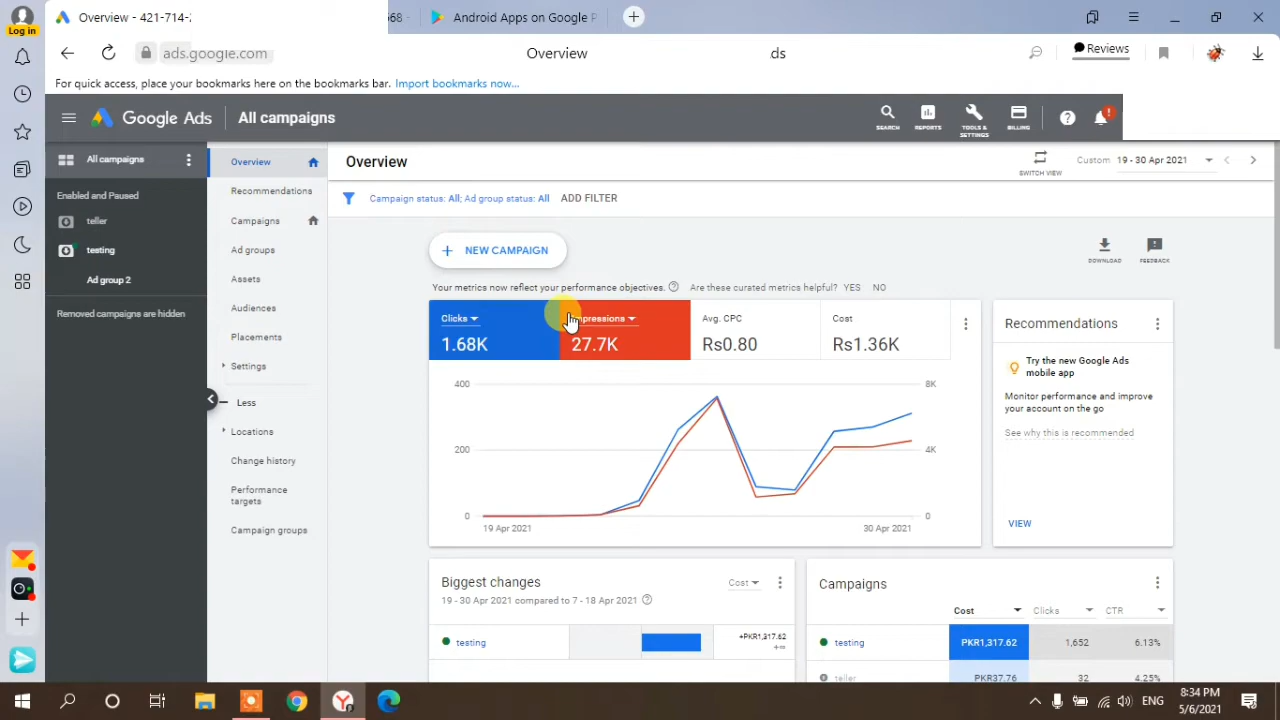 Log in
Overview - 421-714-
68 -
Android Apps on Google P
ads.google.com
Overview
ds
Reviews
For quick access, place your bookmarks here on the bookmarks bar. Import bookmarks now...
Google Ads
All campaigns
SEARCH
REPORTS
TOOLS & SETTINGS
BILLING
All campaigns
Enabled and Paused
teller
testing
Ad group 2
Removed campaigns are hidden
Overview
Recommendations
Campaigns
Ad groups
Assets
Audiences
Placements
Settings
Less
Locations
Change history
Performance
targets
Campaign groups
Overview
SWITCH VIEW
Custom 19 - 30 Apr 2021
Campaign status: All; Ad group status: All ADD FILTER
+ NEW CAMPAIGN
DOWNLOAD
FEEDBACK
Your metrics now reflect your performance objectives. Are these curated metrics helpful? YES NO
Clicks
1.68K
pressions
27.7K
Avg. CPC
Rs0.80
Cost
Rs1.36K
400
200
0
8K
4K
0
19 Apr 2021
30 Apr 2021
Recommendations
Try the new Google Ads
mobile app
Monitor performance and improve
your account on the go
See why this is recommended
VIEW
Biggest changes
Cost
19 - 30 Apr 2021 compared to 7 - 18 Apr 2021
testing
+PKR1,317.62
+∞
Campaigns
Cost Clicks CTR
testing PKR1,317.62 1,652 6.13%
teller PKR37.76 32 4.25%
ENG
8:34 PM
5/6/2021